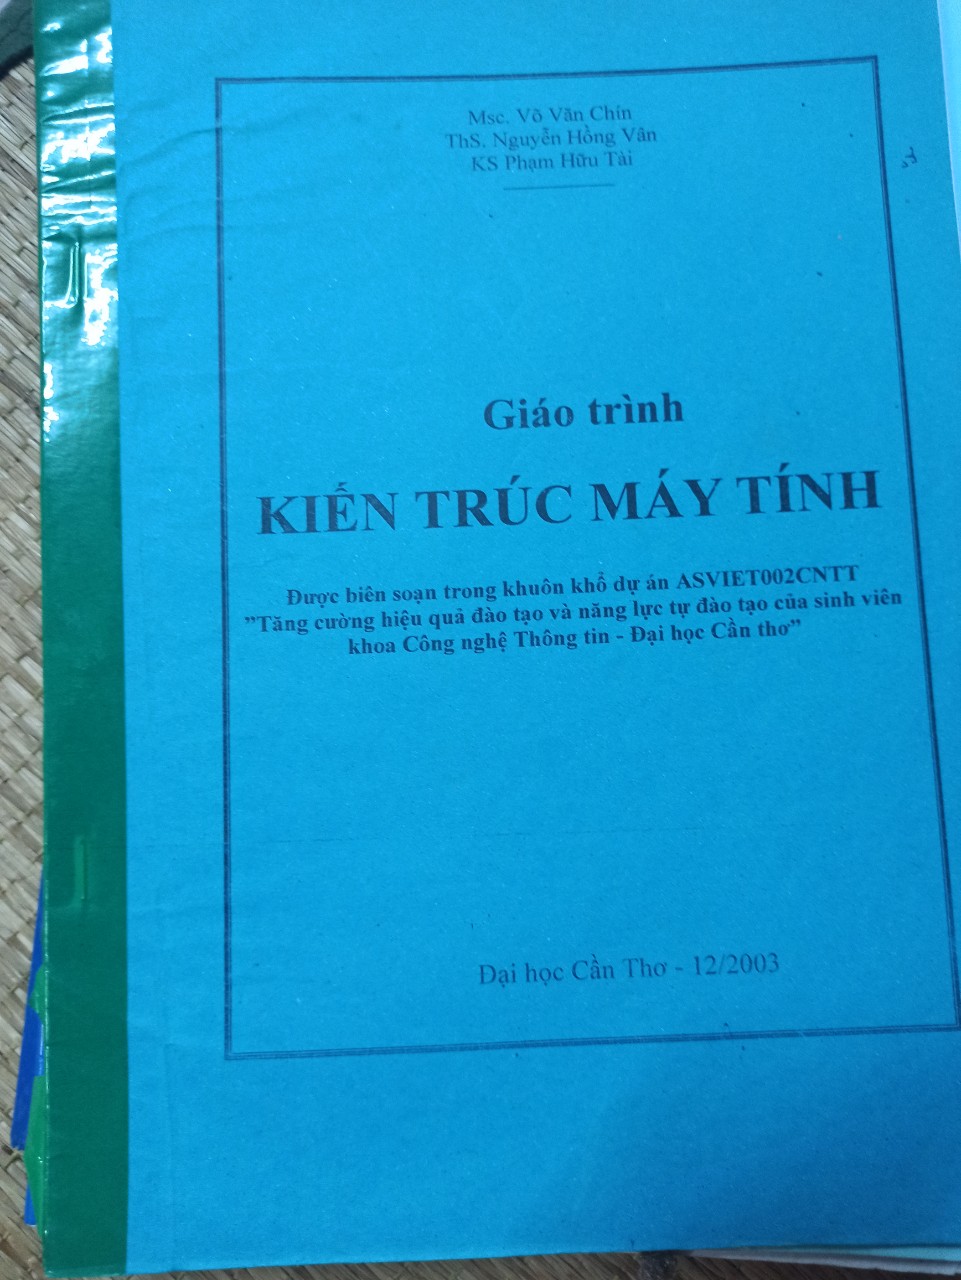 Msc. Võ Văn Chín
ThS. Nguyễn Hồng Vân
KS Phạm Hữu Tài
Giáo trình
KIẾN TRÚC MÁY TÍNH
Được biên soạn trong khuôn khổ dự án ASVIET002CNTT
”Tăng cường hiệu quả đào tạo và năng lực tự đào tạo của sinh viên
khoa Công nghệ Thông tin - Đại học Cần thơ”
Đại học Cần Thơ - 12/2003